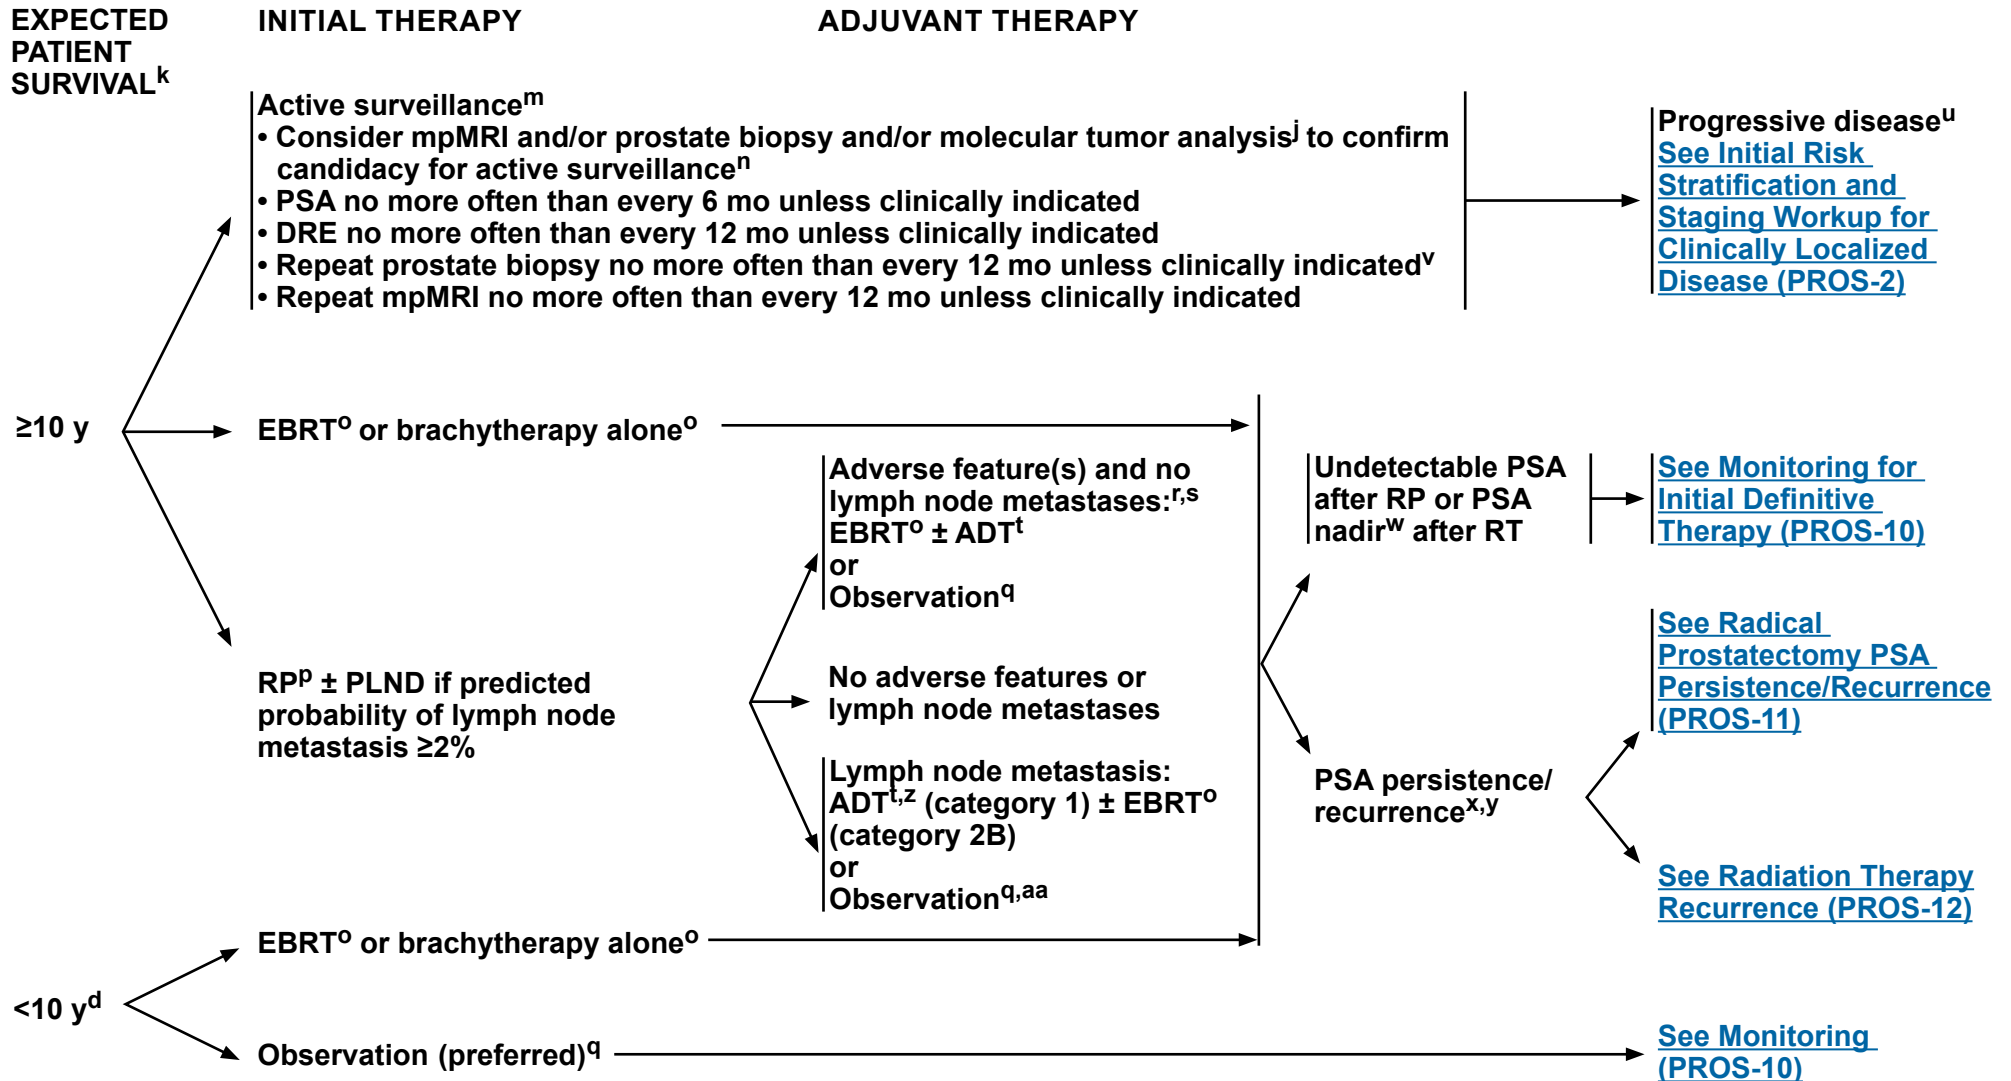 EXPECTED
PATIENT
SURVIVALᵏ
INITIAL THERAPY
ADJUVANT THERAPY
Active surveillanceᵐ
• Consider mpMRI and/or prostate biopsy and/or molecular tumor analysisʲ to confirm
candidacy for active surveillanceⁿ
• PSA no more often than every 6 mo unless clinically indicated
• DRE no more often than every 12 mo unless clinically indicated
• Repeat prostate biopsy no more often than every 12 mo unless clinically indicatedᵛ
• Repeat mpMRI no more often than every 12 mo unless clinically indicated
Progressive diseaseᵘ
See Initial Risk
Stratification and
Staging Workup for
Clinically Localized
Disease (PROS-2)
≥10 y
EBRTᵒ or brachytherapy aloneᵒ
RPᵖ ± PLND if predicted
probability of lymph node
metastasis ≥2%
Adverse feature(s) and no
lymph node metastases:ʳ,ˢ
EBRTᵒ ± ADTᵗ
or
Observation^q
No adverse features or
lymph node metastases
Lymph node metastasis:
ADTᵗ,ᶻ (category 1) ± EBRTᵒ
(category 2B)
or
Observation^q,aa
Undetectable PSA
after RP or PSA
nadirʷ after RT
See Monitoring for
Initial Definitive
Therapy (PROS-10)
PSA persistence/
recurrenceˣ,ʸ
See Radical
Prostatectomy PSA
Persistence/Recurrence
(PROS-11)
See Radiation Therapy
Recurrence (PROS-12)
<10 yᵈ
EBRTᵒ or brachytherapy aloneᵒ
Observation (preferred)^q
See Monitoring
(PROS-10)